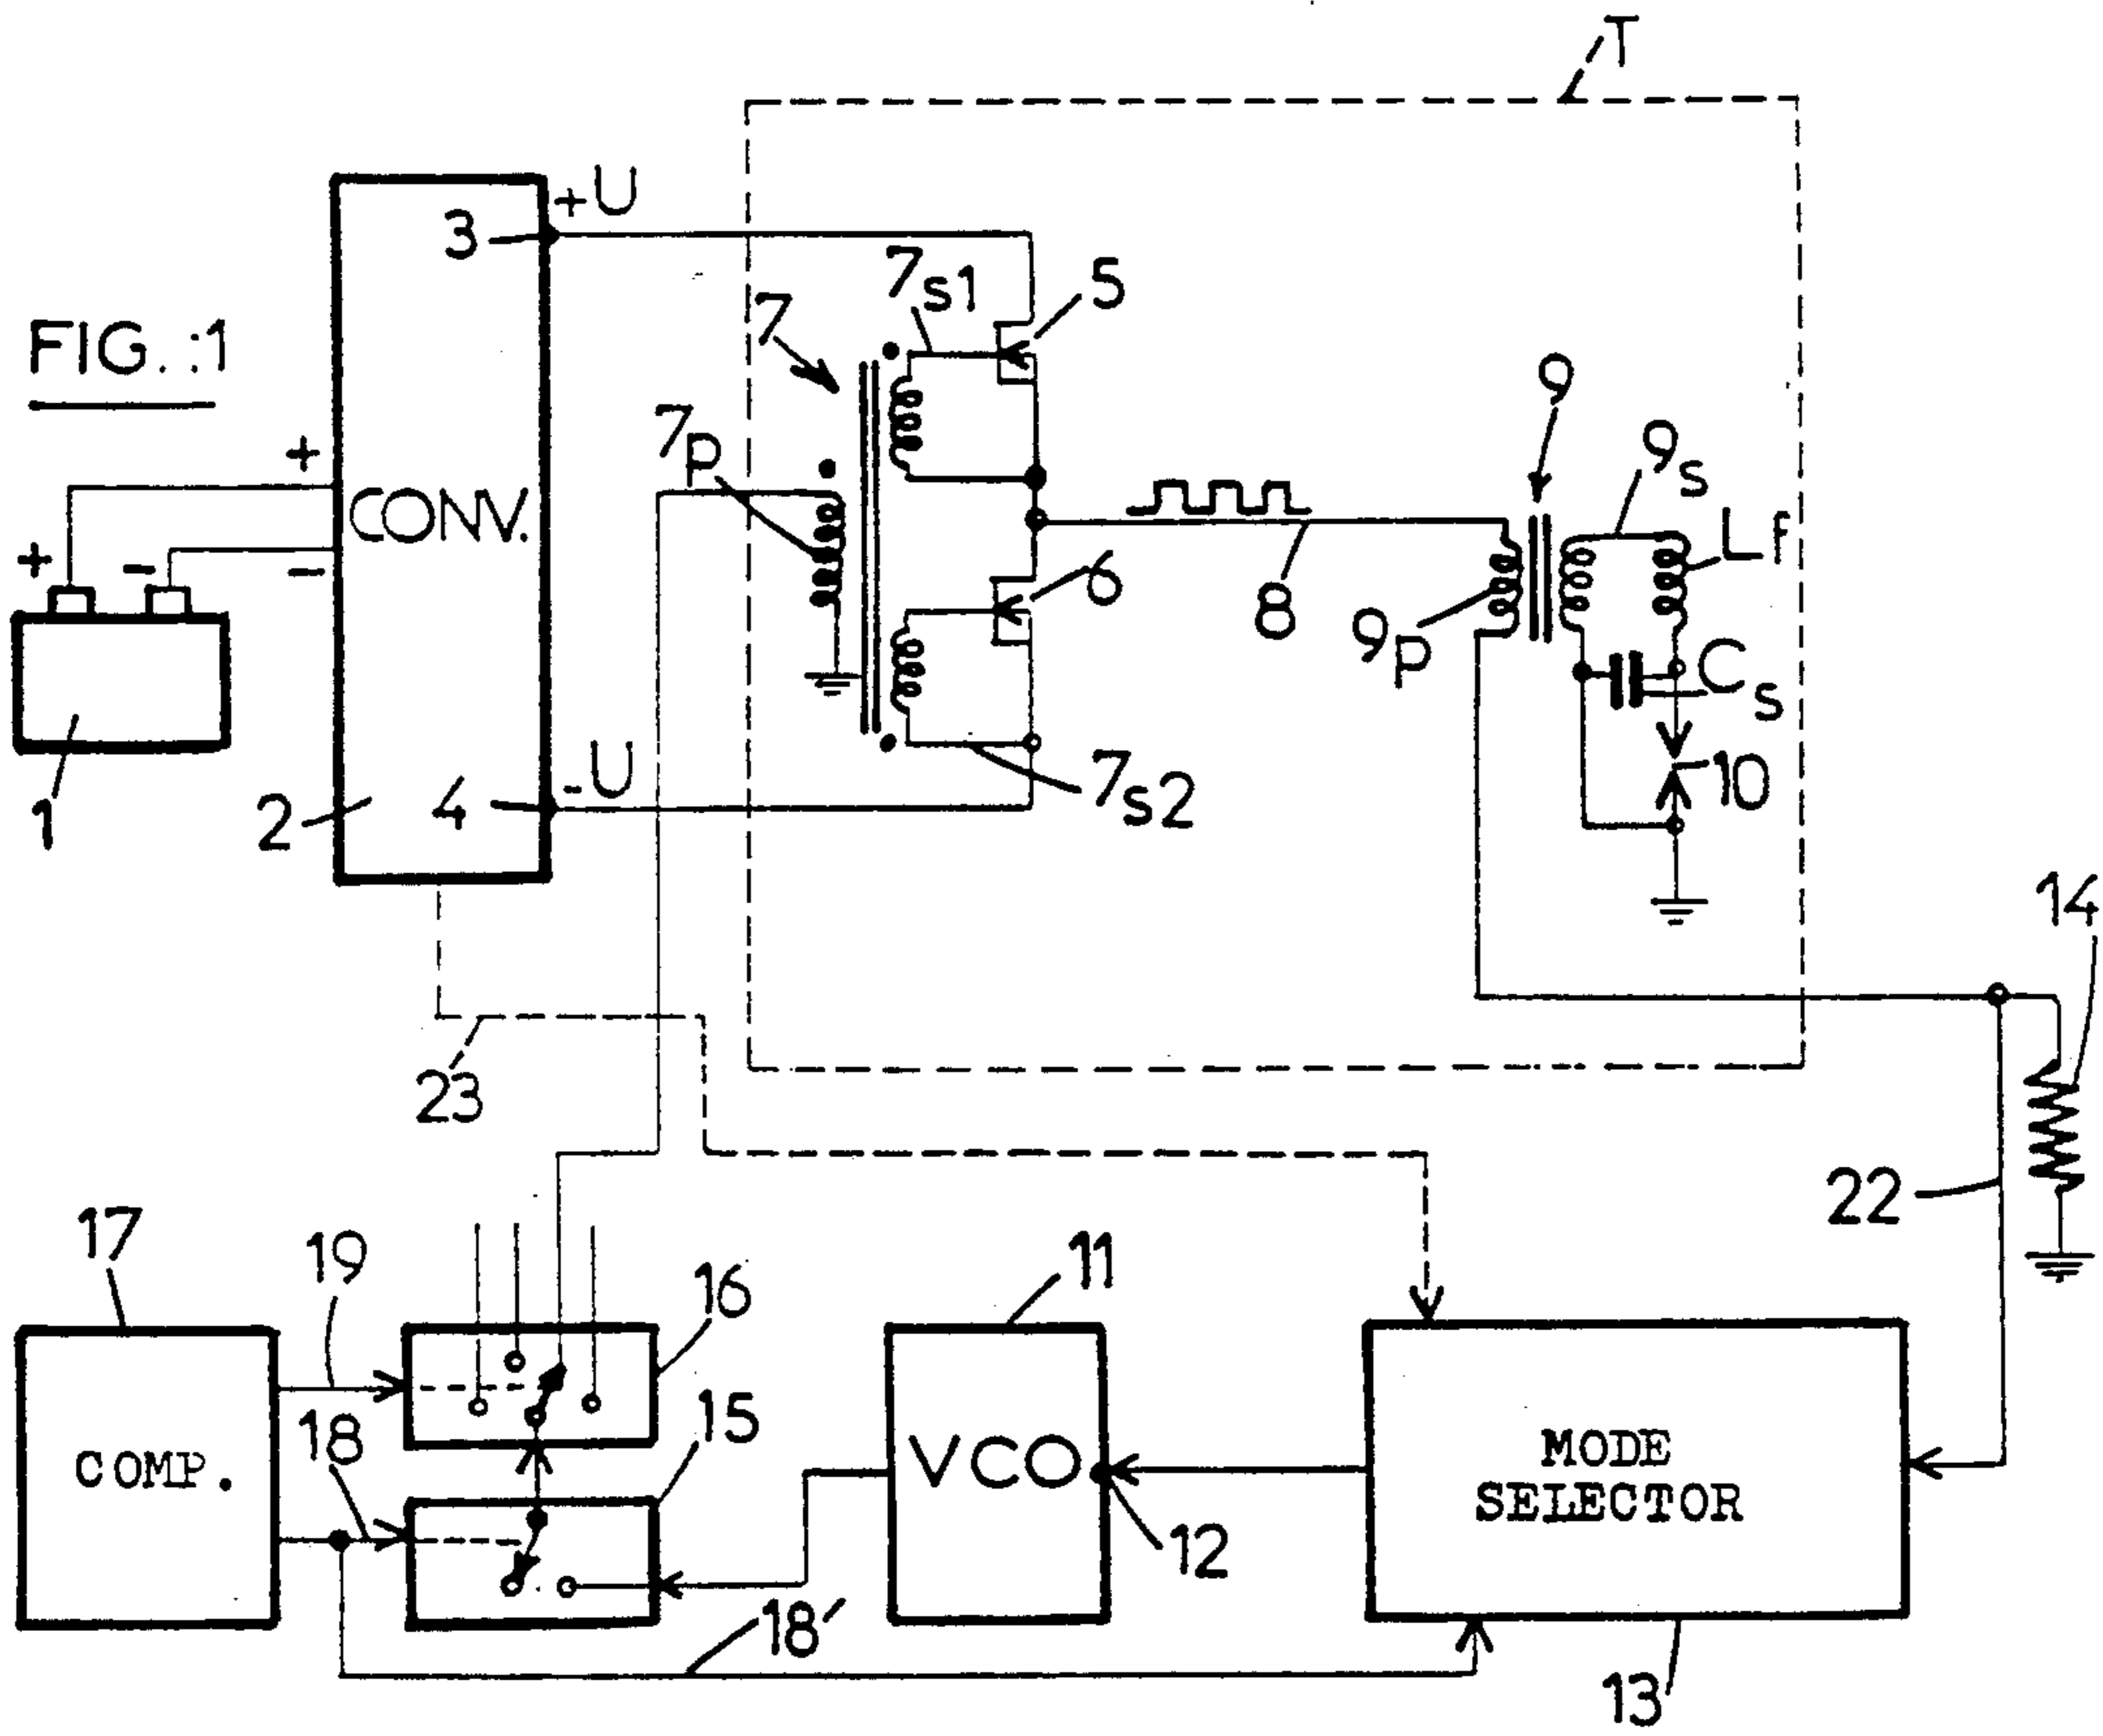 T
+U
3
7s1
5
7
FIG.:1
9
7p
9s
+
CONV.
Lf
+
-
-
6
8
9p
Cs
-U
7s2
10
1
2
4
14
23
22
17
19
11
16
18
15
COMP.
VCO
MODE
SELECTOR
12
18'
13